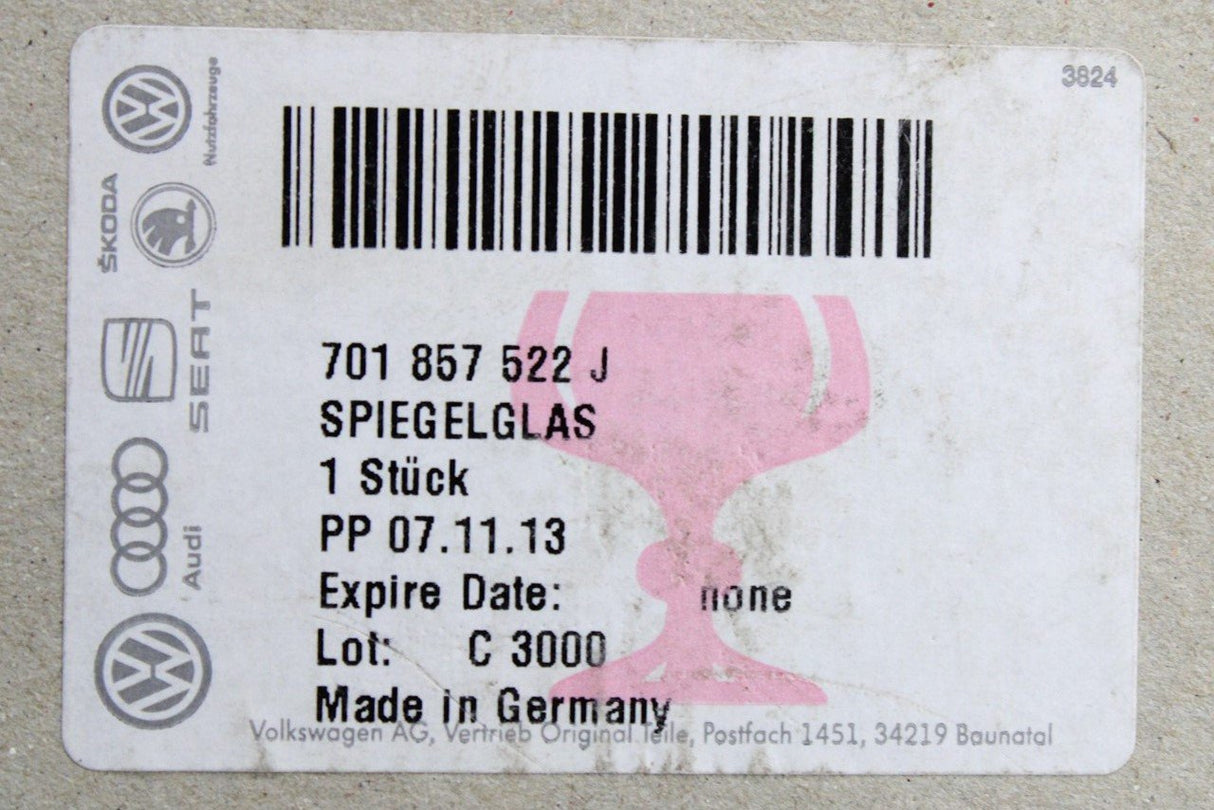 3824
Nutzfahrzeuge
ŠKODA
SEAT
Audi
701 857 522 J
SPIEGELGLAS
1 Stück
PP 07.11.13
Expire Date: none
Lot: C 3000
Made in Germany
Volkswagen AG, Vertrieb Original Teile, Postfach 1451, 34219 Baunatal